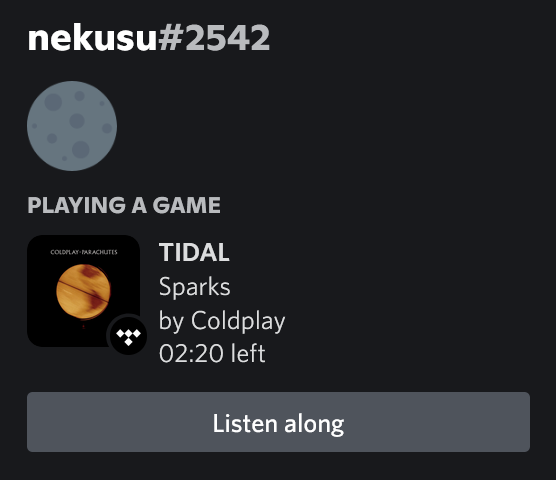 nekusu#2542
PLAYING A GAME
COLDPLAY·PARACHUTES
TIDAL
Sparks
by Coldplay
02:20 left
Listen along